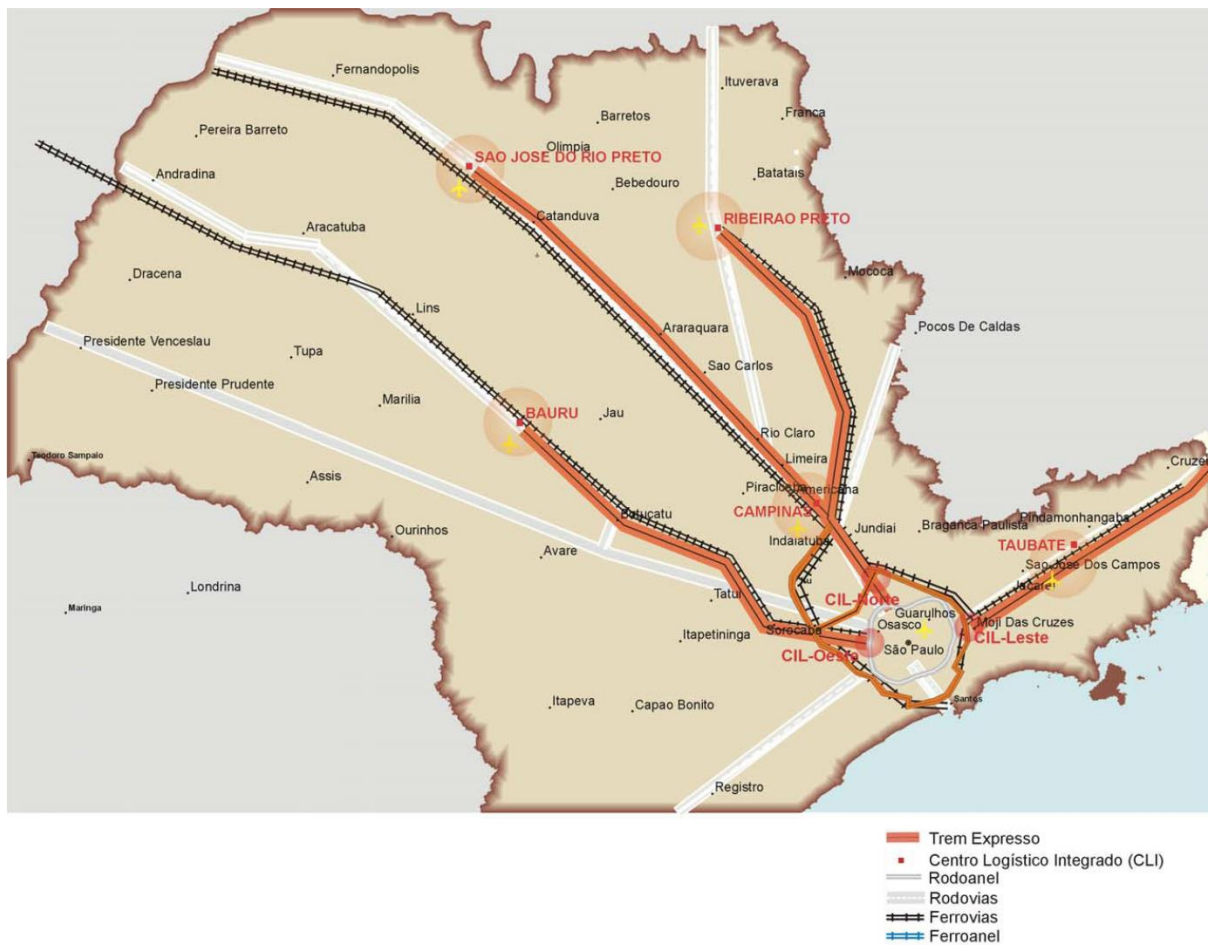 Fernandopolis
Ituverava
Franca
Barretos
Pereira Barreto
Olimpia
SAO JOSE DO RIO PRETO
Andradina
Bebedouro
Batatais
Catanduva
RIBEIRAO PRETO
Aracatuba
Dracena
Mococa
Lins
Araraquara
Pocos De Caldas
Presidente Venceslau
Tupa
Sao Carlos
Presidente Prudente
Marilia
BAURU
Jau
Rio Claro
Teodoro Sampaio
Limeira
Assis
Piracicaba
Americana
CAMPINAS
Botucatu
Ourinhos
Jundiai
Braganca Paulista
Pindamonhangaba
Indaiatuba
TAUBATE
Avare
Sao Jose Dos Campos
Jacarei
Londrina
Tatui
CIL-Norte
Maringa
Guarulhos
Osasco
Moji Das Cruzes
Sorocaba
Itapetininga
CIL-Leste
CIL-Oeste
São Paulo
Itapeva
Capao Bonito
Santos
Registro
Trem Expresso
Centro Logístico Integrado (CLI)
Rodoanel
Rodovias
Ferrovias
Ferroanel